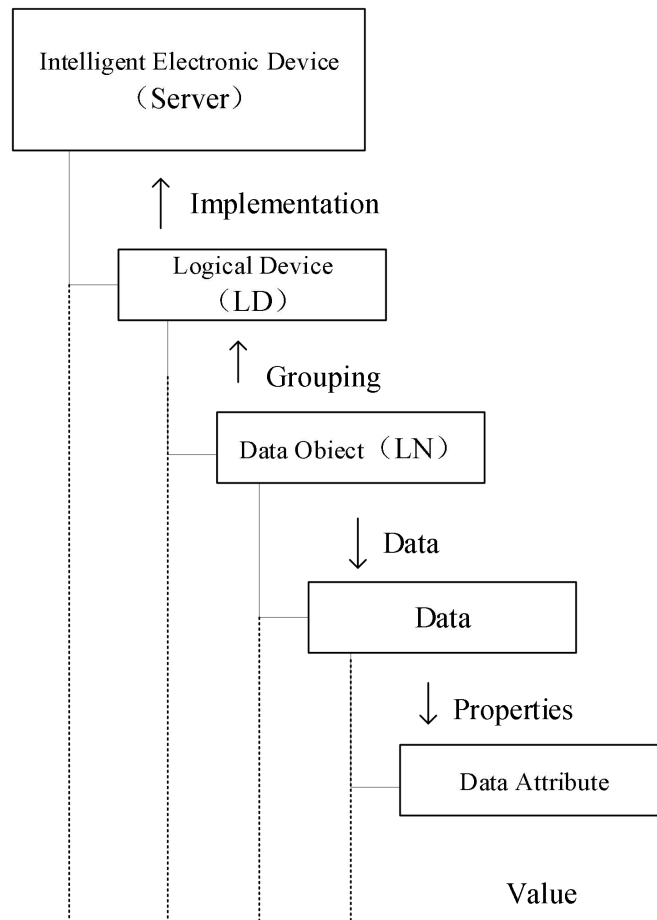 Intelligent Electronic Device
（Server）
Implementation
Logical Device
（LD）
Grouping
Data Obiect（LN）
Data
Data
Properties
Data Attribute
Value